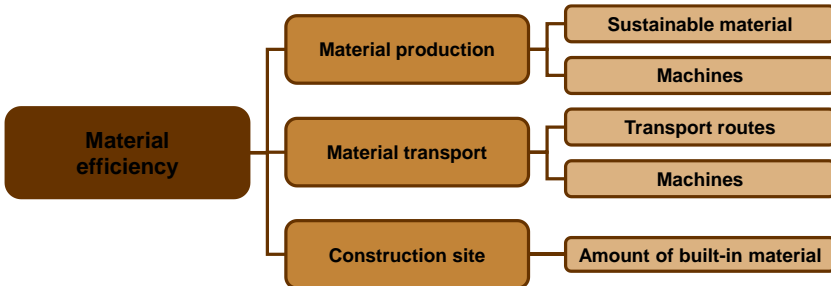 Material
efficiency
Material production
Sustainable material
Machines
Material transport
Transport routes
Machines
Construction site
Amount of built-in material